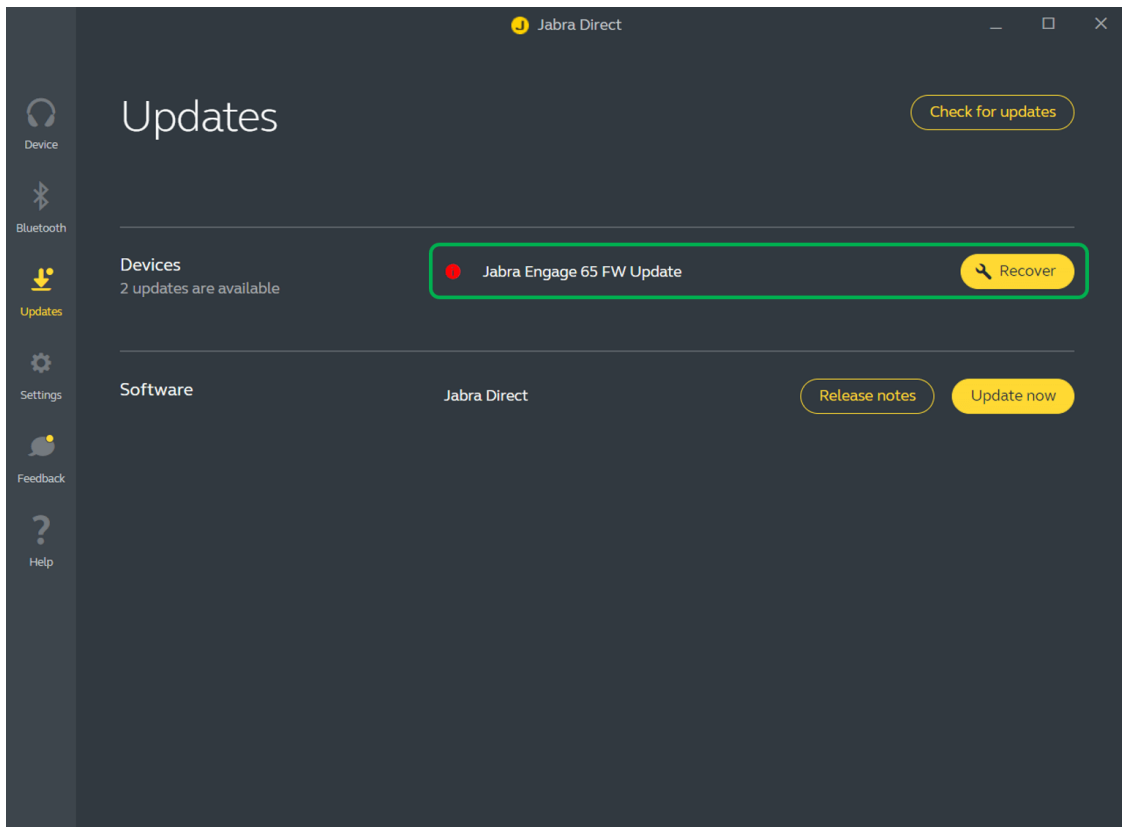 Jabra Direct
Device
Bluetooth
Updates
Settings
Feedback
Help
Updates
Check for updates
Devices
2 updates are available
Jabra Engage 65 FW Update
Recover
Software
Jabra Direct
Release notes
Update now